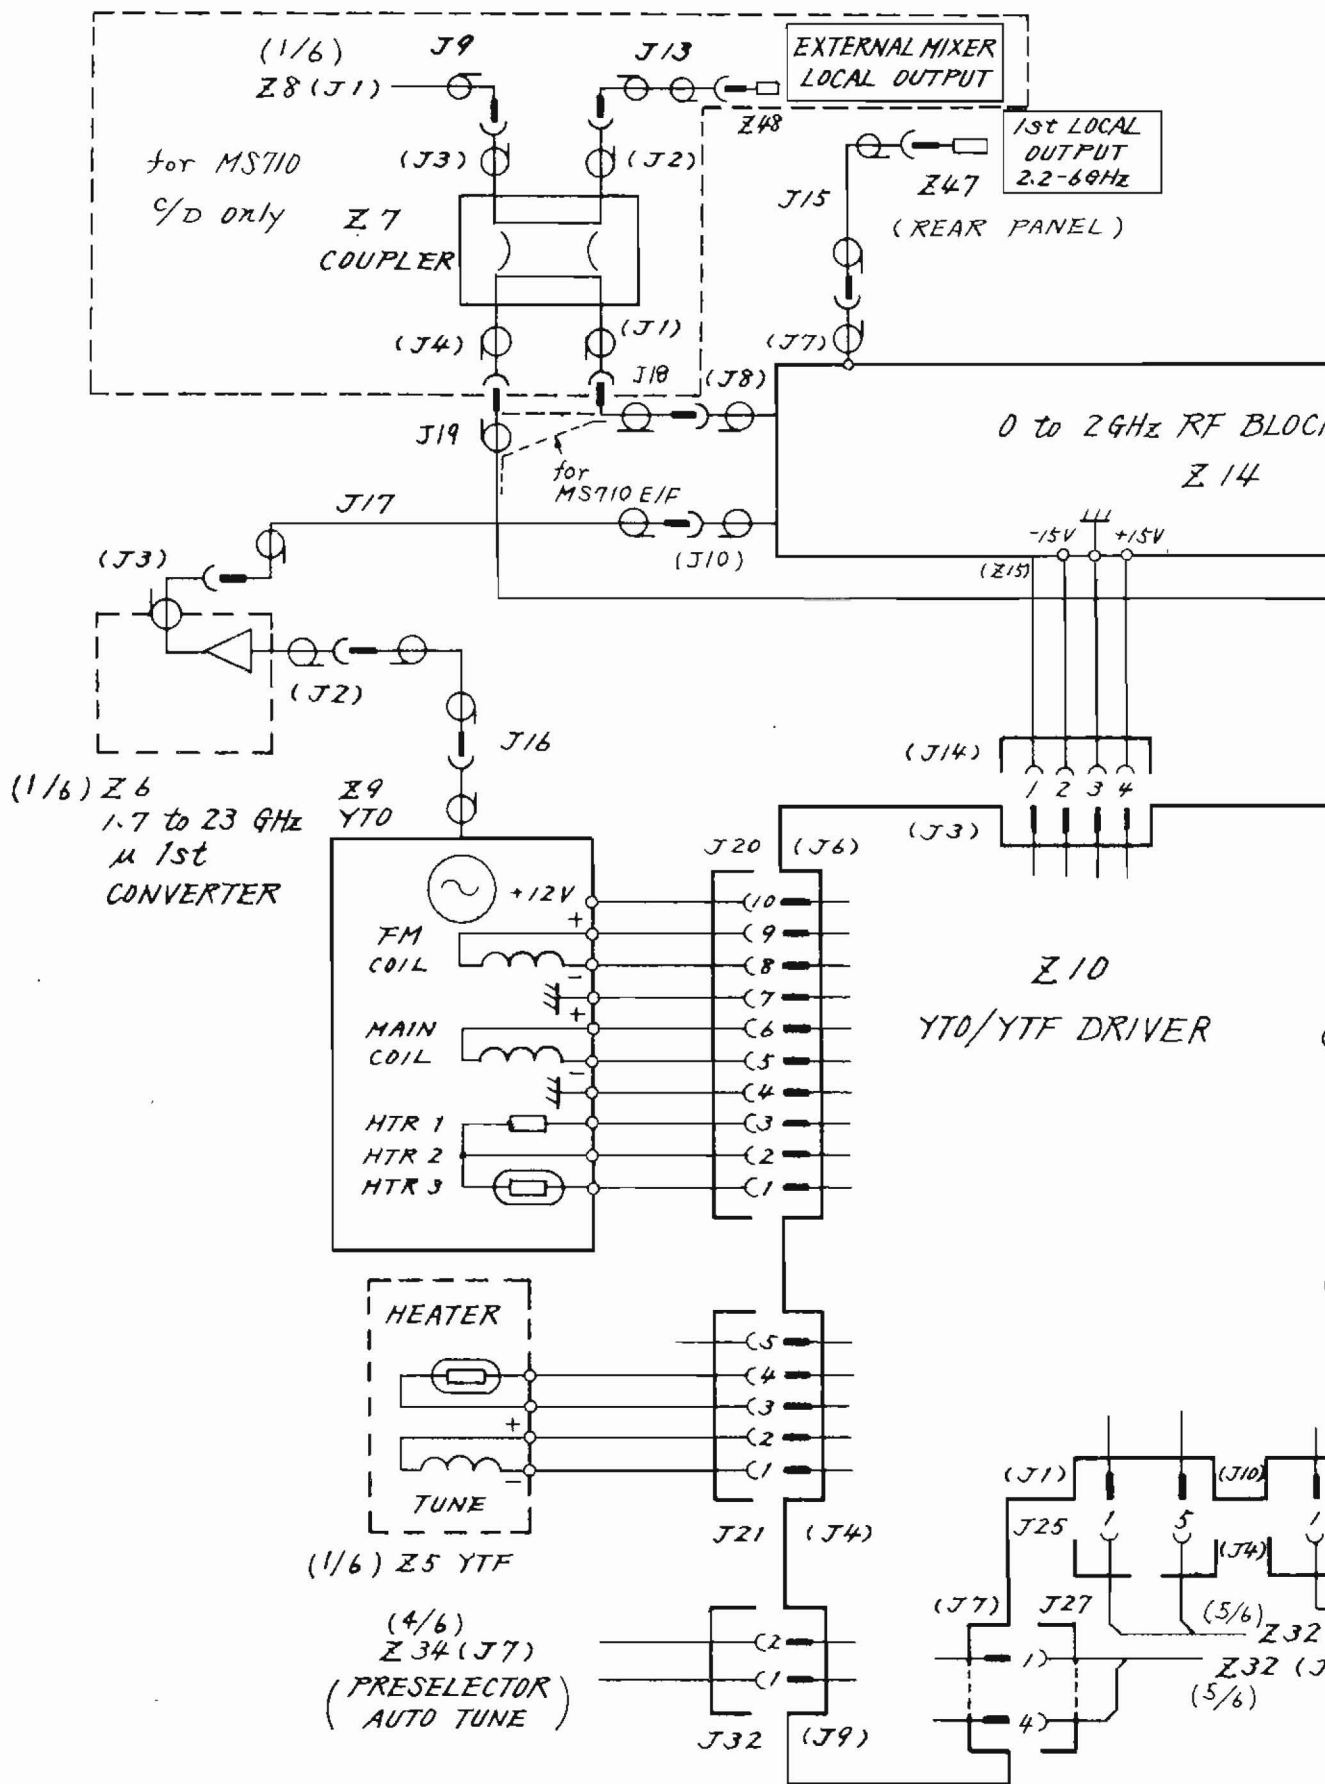 (1/6)
Z8 (J1)
J9
J13
EXTERNAL MIXER
LOCAL OUTPUT
Z48
for MS710
C/D only
(J3)
(J2)
Z7
COUPLER
(J4)
(J1)
1st LOCAL
OUTPUT
2.2-6GHz
J15
Z47
(REAR PANEL)
(J7)
J18
(J8)
J19
for
MS710 E/F
0 to 2GHz RF
Z14
J17
(J10)
-15V
+15V
(Z15)
(J3)
(J2)
J16
(1/6) Z6
1.7 to 23 GHz
μ 1st
CONVERTER
(J14)
1 2 3 4
(J3)
Z9
YTO
J20 (J6)
+12V
10
+
FM
COIL
9
8
-
7
+
MAIN
COIL
6
5
-
4
HTR 1
3
HTR 2
2
HTR 3
1
Z10
YTO/YTF DRIVER
HEATER
5
4
3
+
2
1
-
TUNE
J21 (J4)
(1/6) Z5 YTF
(4/6)
Z34 (J7)
(PRESELECTOR
AUTO TUNE)
2
1
J32 (J9)
(J1)
(J10)
J25
1
5
1
(J4)
(J7)
J27
(5/6) Z32
1
Z32 (J
(5/6)
4